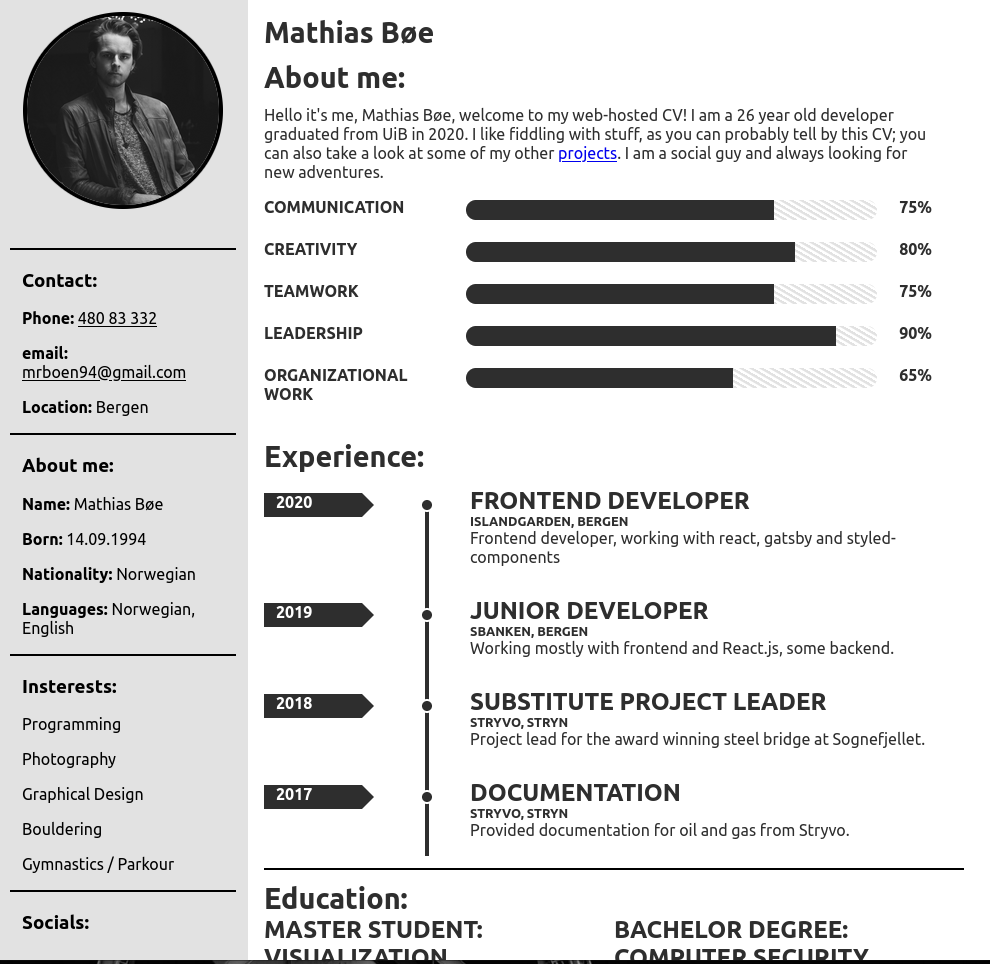 Contact:
Phone: 480 83 332
email:
mrboen94@gmail.com
Location: Bergen
About me:
Name: Mathias Bøe
Born: 14.09.1994
Nationality: Norwegian
Languages: Norwegian,
English
Insterests:
Programming
Photography
Graphical Design
Bouldering
Gymnastics / Parkour
Socials:
Mathias Bøe
About me:
Hello it's me, Mathias Bøe, welcome to my web-hosted CV! I am a 26 year old developer
graduated from UiB in 2020. I like fiddling with stuff, as you can probably tell by this CV; you
can also take a look at some of my other projects. I am a social guy and always looking for
new adventures.
COMMUNICATION 75%
CREATIVITY 80%
TEAMWORK 75%
LEADERSHIP 90%
ORGANIZATIONAL 65%
WORK
Experience:
2020 FRONTEND DEVELOPER
ISLANDGARDEN, BERGEN
Frontend developer, working with react, gatsby and styled-
components
2019 JUNIOR DEVELOPER
SBANKEN, BERGEN
Working mostly with frontend and React.js, some backend.
2018 SUBSTITUTE PROJECT LEADER
STRYVO, STRYN
Project lead for the award winning steel bridge at Sognefjellet.
2017 DOCUMENTATION
STRYVO, STRYN
Provided documentation for oil and gas from Stryvo.
Education:
MASTER STUDENT: BACHELOR DEGREE:
VISUALIZATION COMPUTER SECURITY